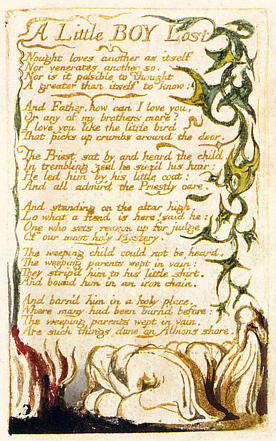 A Little BOY Lost
Nought loves another as itself
Nor venerates another so.
Nor is it possible to Thought
A greater than itself to know:
And Father, how can I love you,
Or any of my brothers more?
I love you like the little bird
That picks up crumbs around the door.
The Priest sat by and heard the child.
In trembling zeal he siez'd his hair:
He led him by his little coat:
And all admir'd the Priestly care.
And standing on the altar high,
Lo what a fiend is here! said he:
One who sets reason up for judge
Of our most holy Mystery.
The weeping child could not be heard,
The weeping parents wept in vain:
They strip'd him to his little shirt.
And bound him in an iron chain.
And burn'd him in a holy place,
Where many had been burn'd before:
The weeping parents wept in vain.
Are such things done on Albions shore.